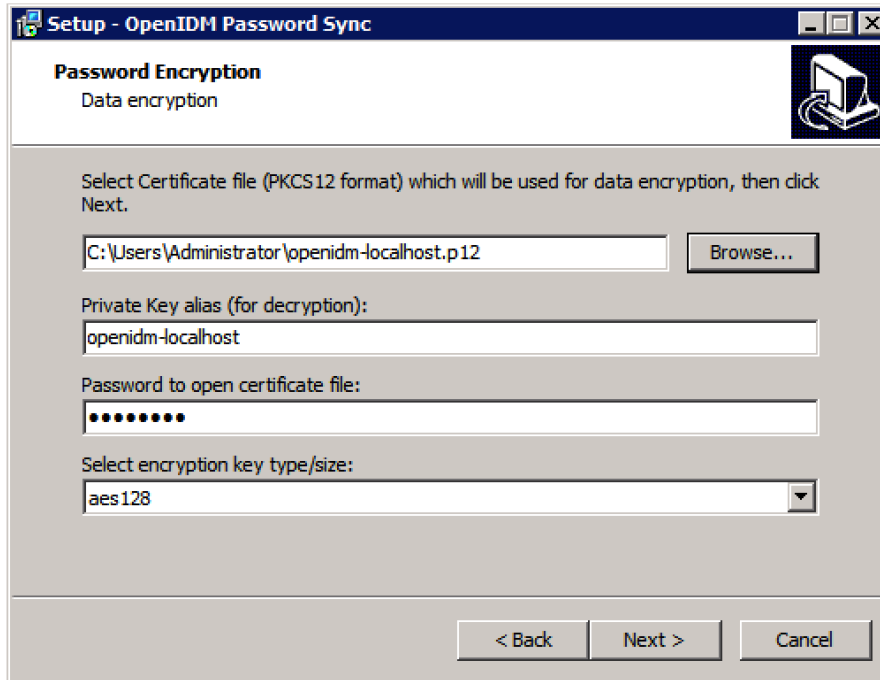 Setup - OpenIDM Password Sync
Password Encryption
Data encryption
Select Certificate file (PKCS12 format) which will be used for data encryption, then click
Next.
C:\Users\Administrator\openidm-localhost.p12
Browse...
Private Key alias (for decryption):
openidm-localhost
Password to open certificate file:
••••••••
Select encryption key type/size:
aes128
< Back
Next >
Cancel